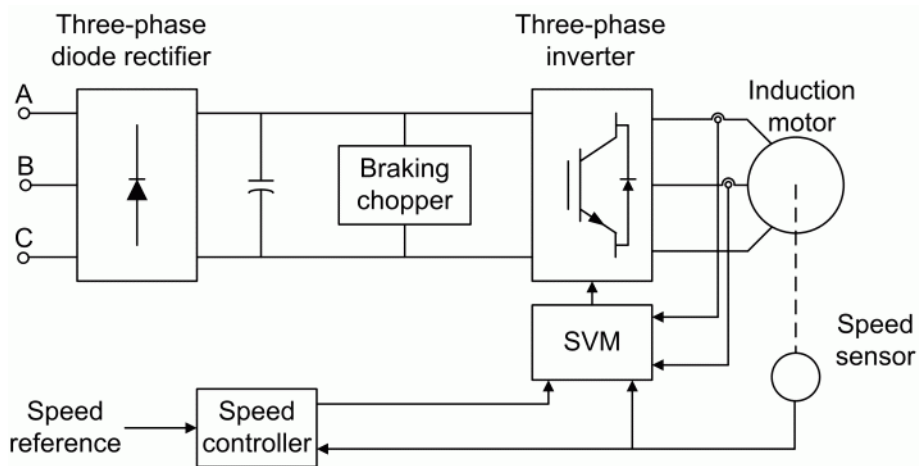 Three-phase
diode rectifier
Three-phase
inverter
A
B
C
Braking
chopper
Induction
motor
SVM
Speed
sensor
Speed
reference
Speed
controller